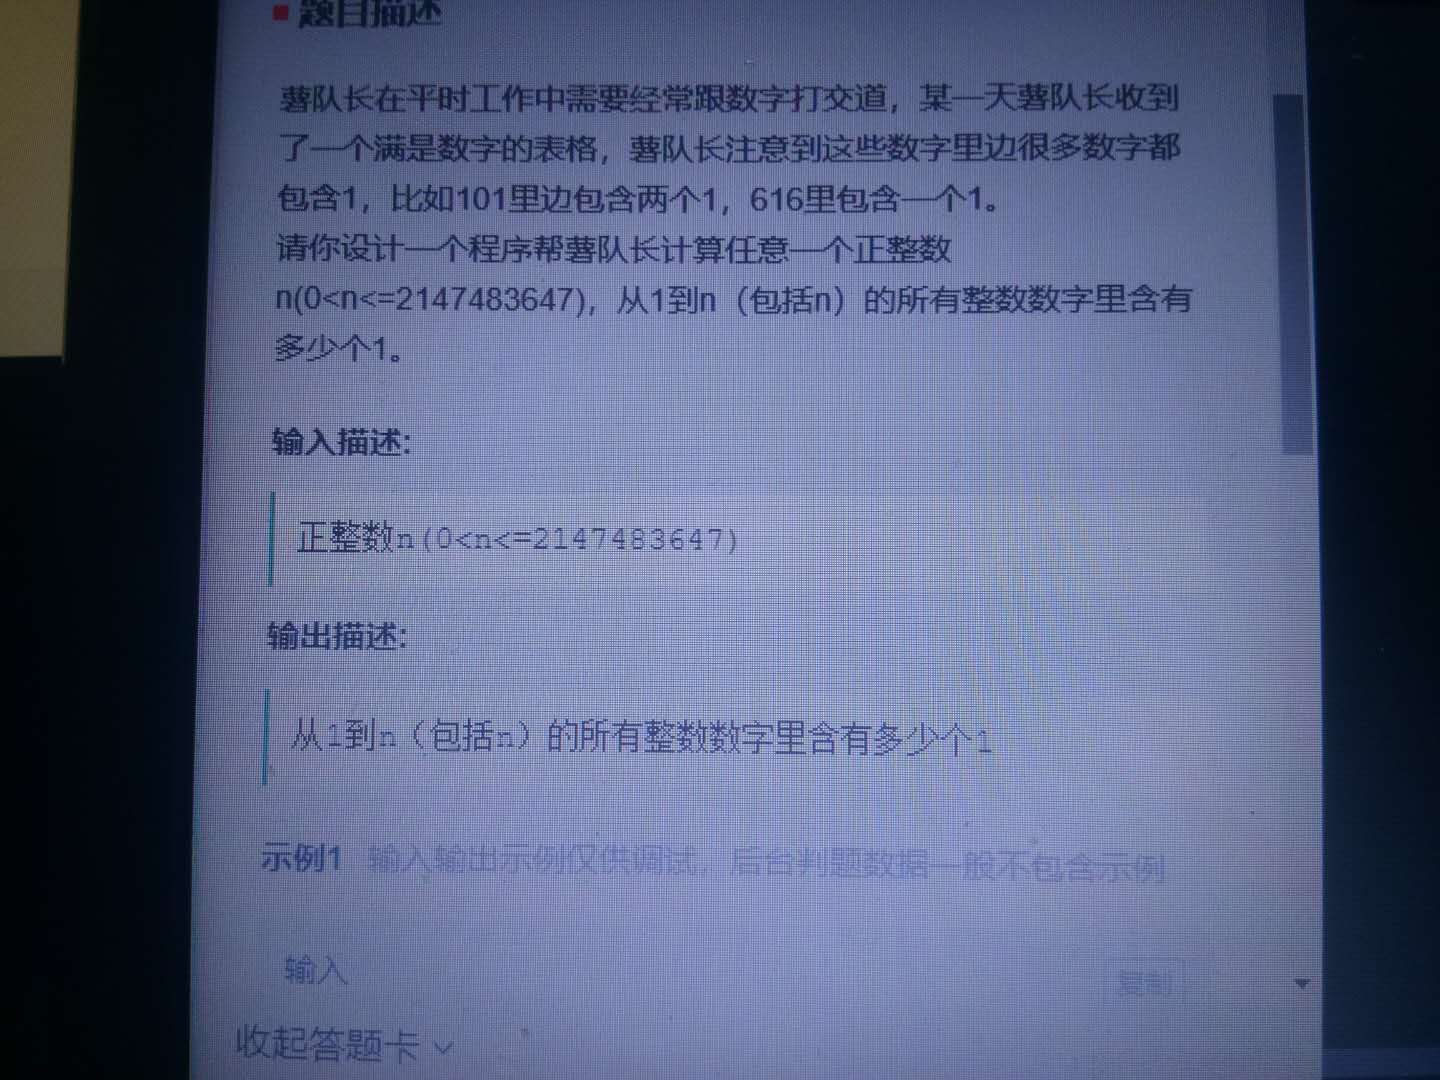 题目描述
薯队长在平时工作中需要经常跟数字打交道，某一天薯队长收到
了一个满是数字的表格，薯队长注意到这些数字里边很多数字都
包含1，比如101里边包含两个1，616里包含一个1。
请你设计一个程序帮薯队长计算任意一个正整数
n(0<n<=2147483647)，从1到n（包括n）的所有整数数字里含有
多少个1。
输入描述:
正整数n(0<n<=2147483647)
输出描述:
从1到n（包括n）的所有整数数字里含有多少个1
示例1 输入输出示例仅供调试，后台判题数据一般不包含示例
输入
复制
收起答题卡